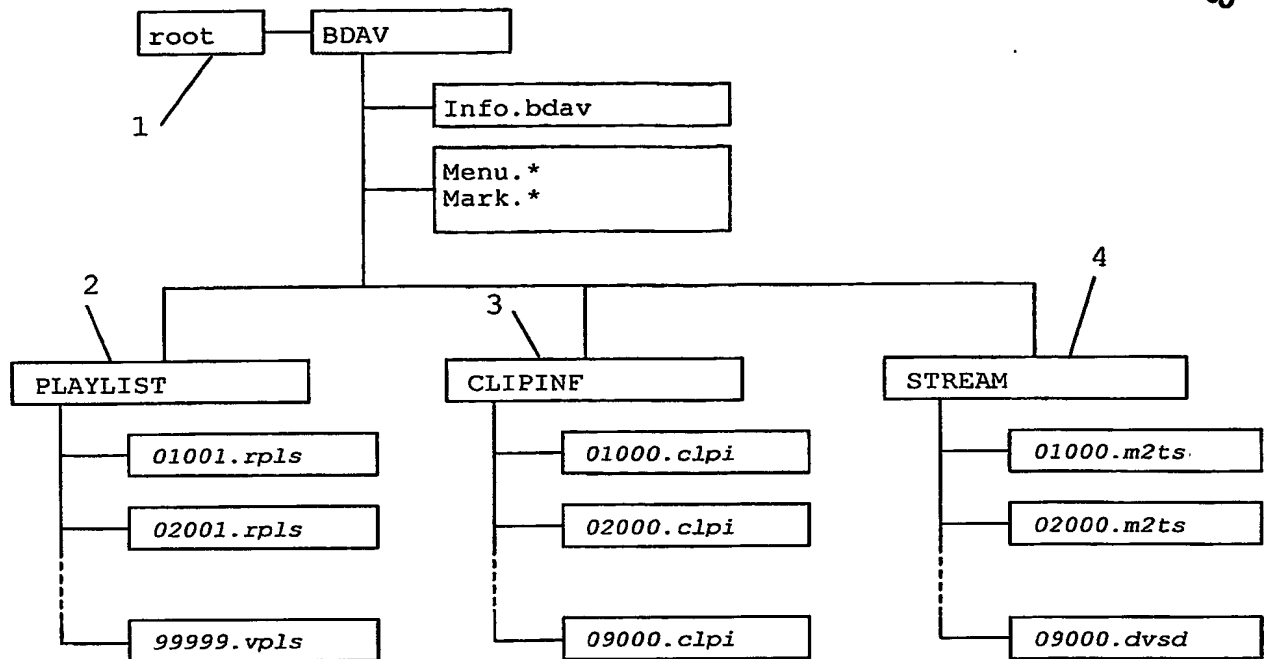 root BDAV
1
Info.bdav
Menu.*
Mark.*
2 3 4
PLAYLIST CLIPINF STREAM
01001.rpls 01000.clpi 01000.m2ts
02001.rpls 02000.clpi 02000.m2ts
99999.vpls 09000.clpi 09000.dvsd